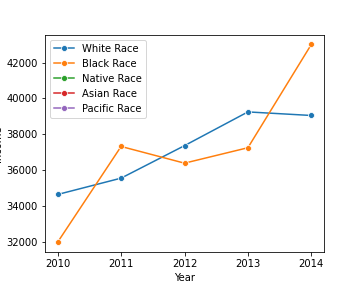 White Race
Black Race
Native Race
Asian Race
Pacific Race
42000
40000
38000
36000
34000
32000
2010 2011 2012 2013 2014
Year